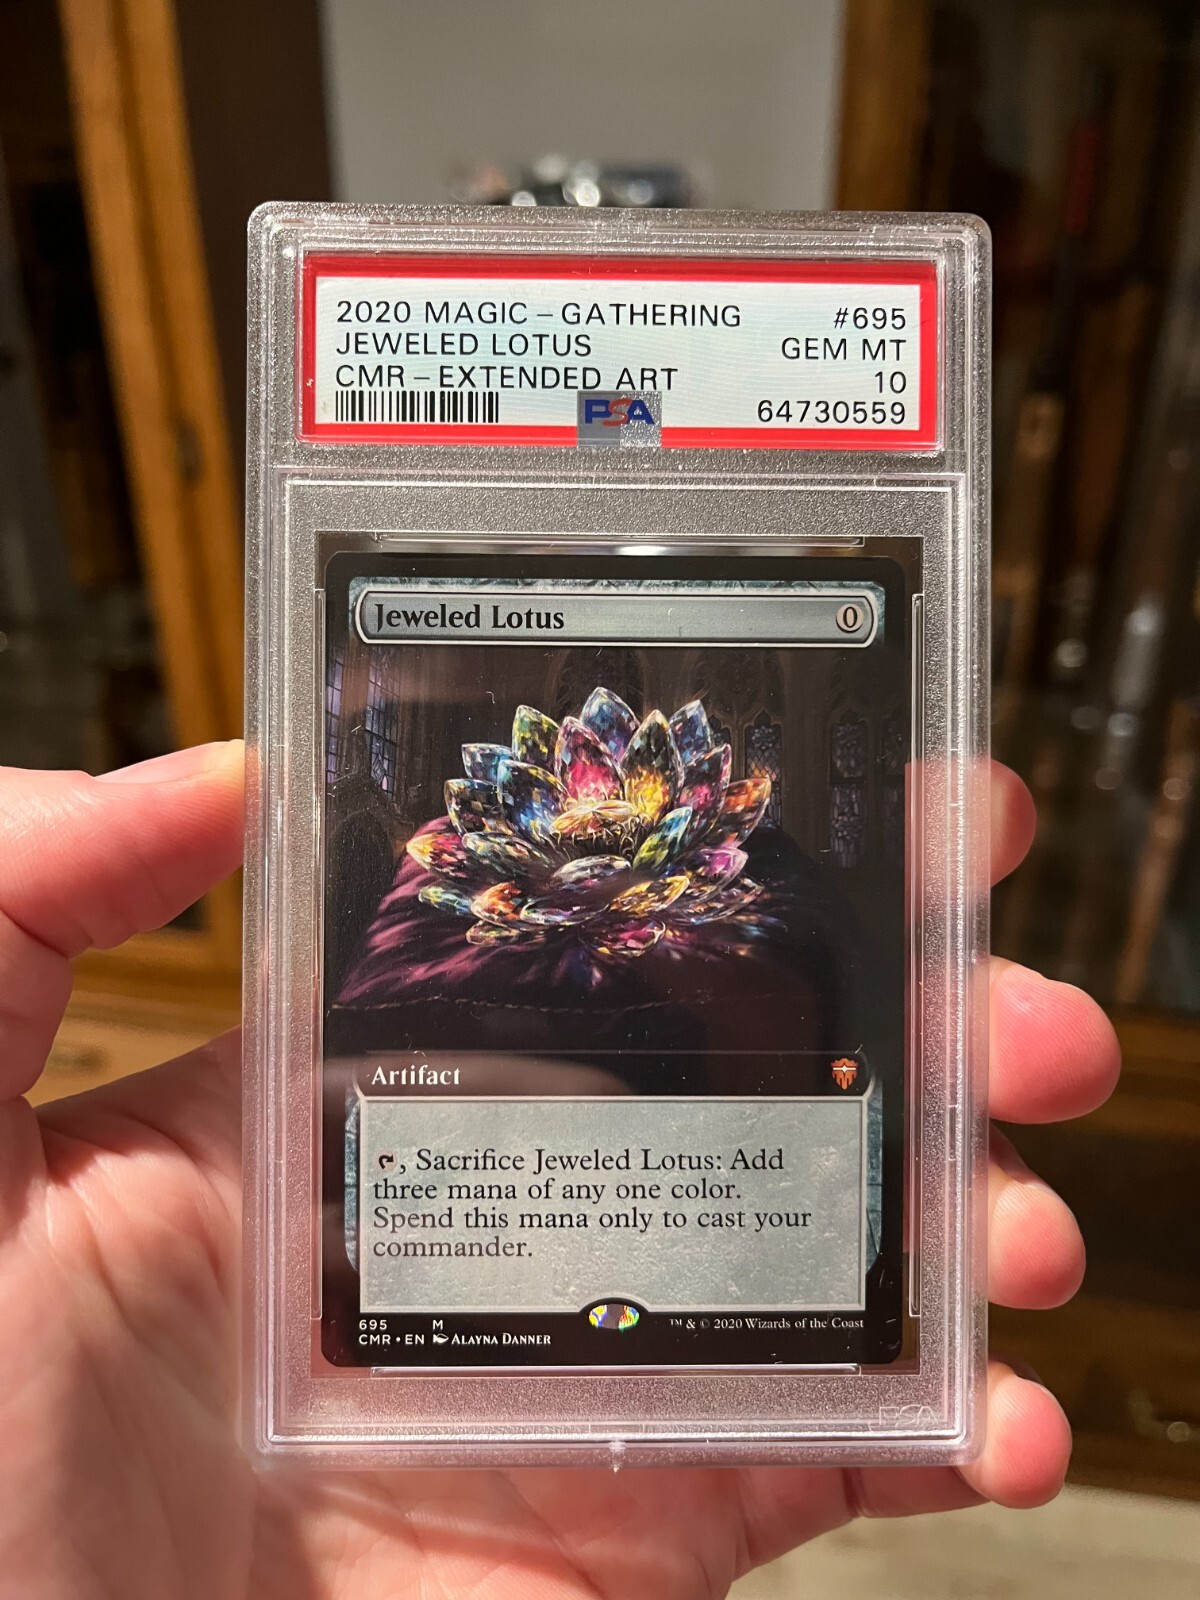 2020 MAGIC - GATHERING #695
JEWELED LOTUS GEM MT
CMR - EXTENDED ART 10
PSA 64730559
Jeweled Lotus 0
Artifact
, Sacrifice Jeweled Lotus: Add
three mana of any one color.
Spend this mana only to cast your
commander.
695 M
CMR • EN ALAYNA DANNER
™ & © 2020 Wizards of the Coast
PSA